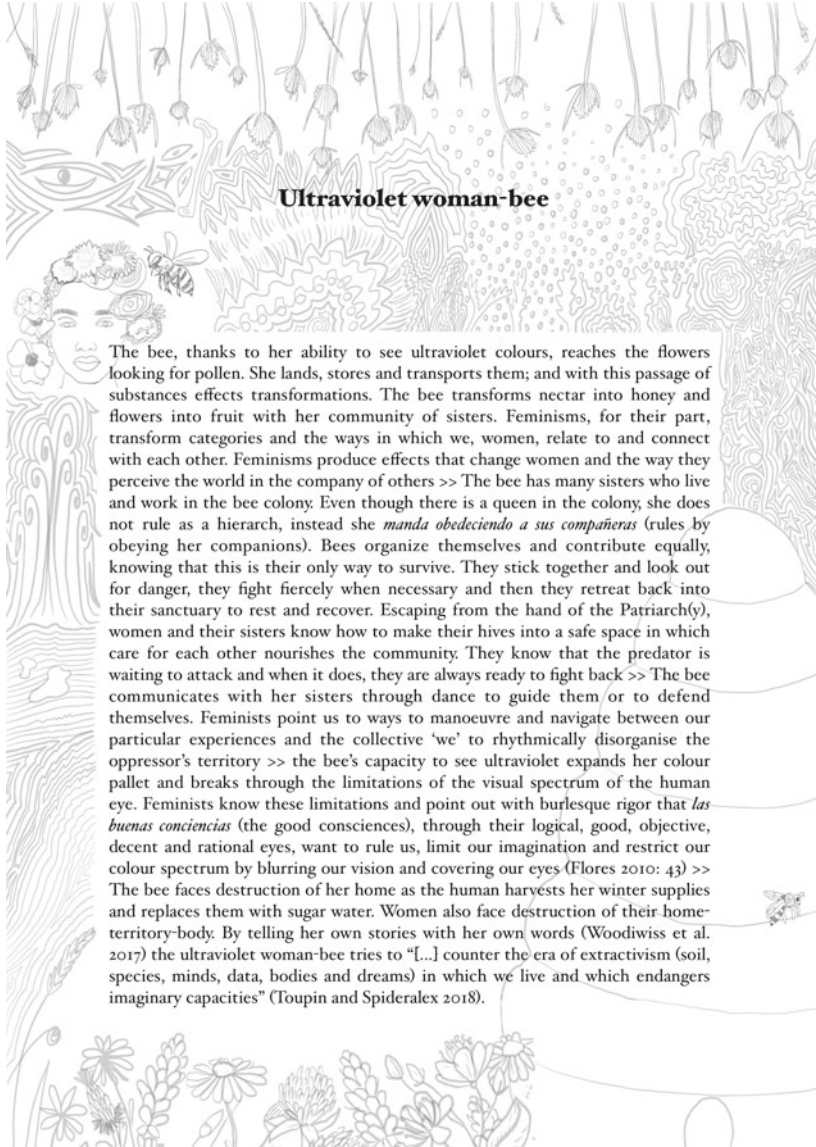 Ultraviolet woman-bee
The bee, thanks to her ability to see ultraviolet colours, reaches the flowers
looking for pollen. She lands, stores and transports them; and with this passage of
substances effects transformations. The bee transforms nectar into honey and
flowers into fruit with her community of sisters. Feminisms, for their part,
transform categories and the ways in which we, women, relate to and connect
with each other. Feminisms produce effects that change women and the way they
perceive the world in the company of others >> The bee has many sisters who live
and work in the bee colony. Even though there is a queen in the colony, she does
not rule as a hierarch, instead she manda obedeciendo a sus compañeras (rules by
obeying her companions). Bees organize themselves and contribute equally,
knowing that this is their only way to survive. They stick together and look out
for danger, they fight fiercely when necessary and then they retreat back into
their sanctuary to rest and recover. Escaping from the hand of the Patriarch(y),
women and their sisters know how to make their hives into a safe space in which
care for each other nourishes the community. They know that the predator is
waiting to attack and when it does, they are always ready to fight back >> The bee
communicates with her sisters through dance to guide them or to defend
themselves. Feminists point us to ways to manoeuvre and navigate between our
particular experiences and the collective ‘we’ to rhythmically disorganise the
oppressor’s territory >> the bee’s capacity to see ultraviolet expands her colour
pallet and breaks through the limitations of the visual spectrum of the human
eye. Feminists know these limitations and point out with burlesque rigor that las
buenas conciencias (the good consciences), through their logical, good, objective,
decent and rational eyes, want to rule us, limit our imagination and restrict our
colour spectrum by blurring our vision and covering our eyes (Flores 2010: 43) >>
The bee faces destruction of her home as the human harvests her winter supplies
and replaces them with sugar water. Women also face destruction of their home-
territory-body. By telling her own stories with her own words (Woodiwiss et al.
2017) the ultraviolet woman-bee tries to “[...] counter the era of extractivism (soil,
species, minds, data, bodies and dreams) in which we live and which endangers
imaginary capacities” (Toupin and Spideralex 2018).